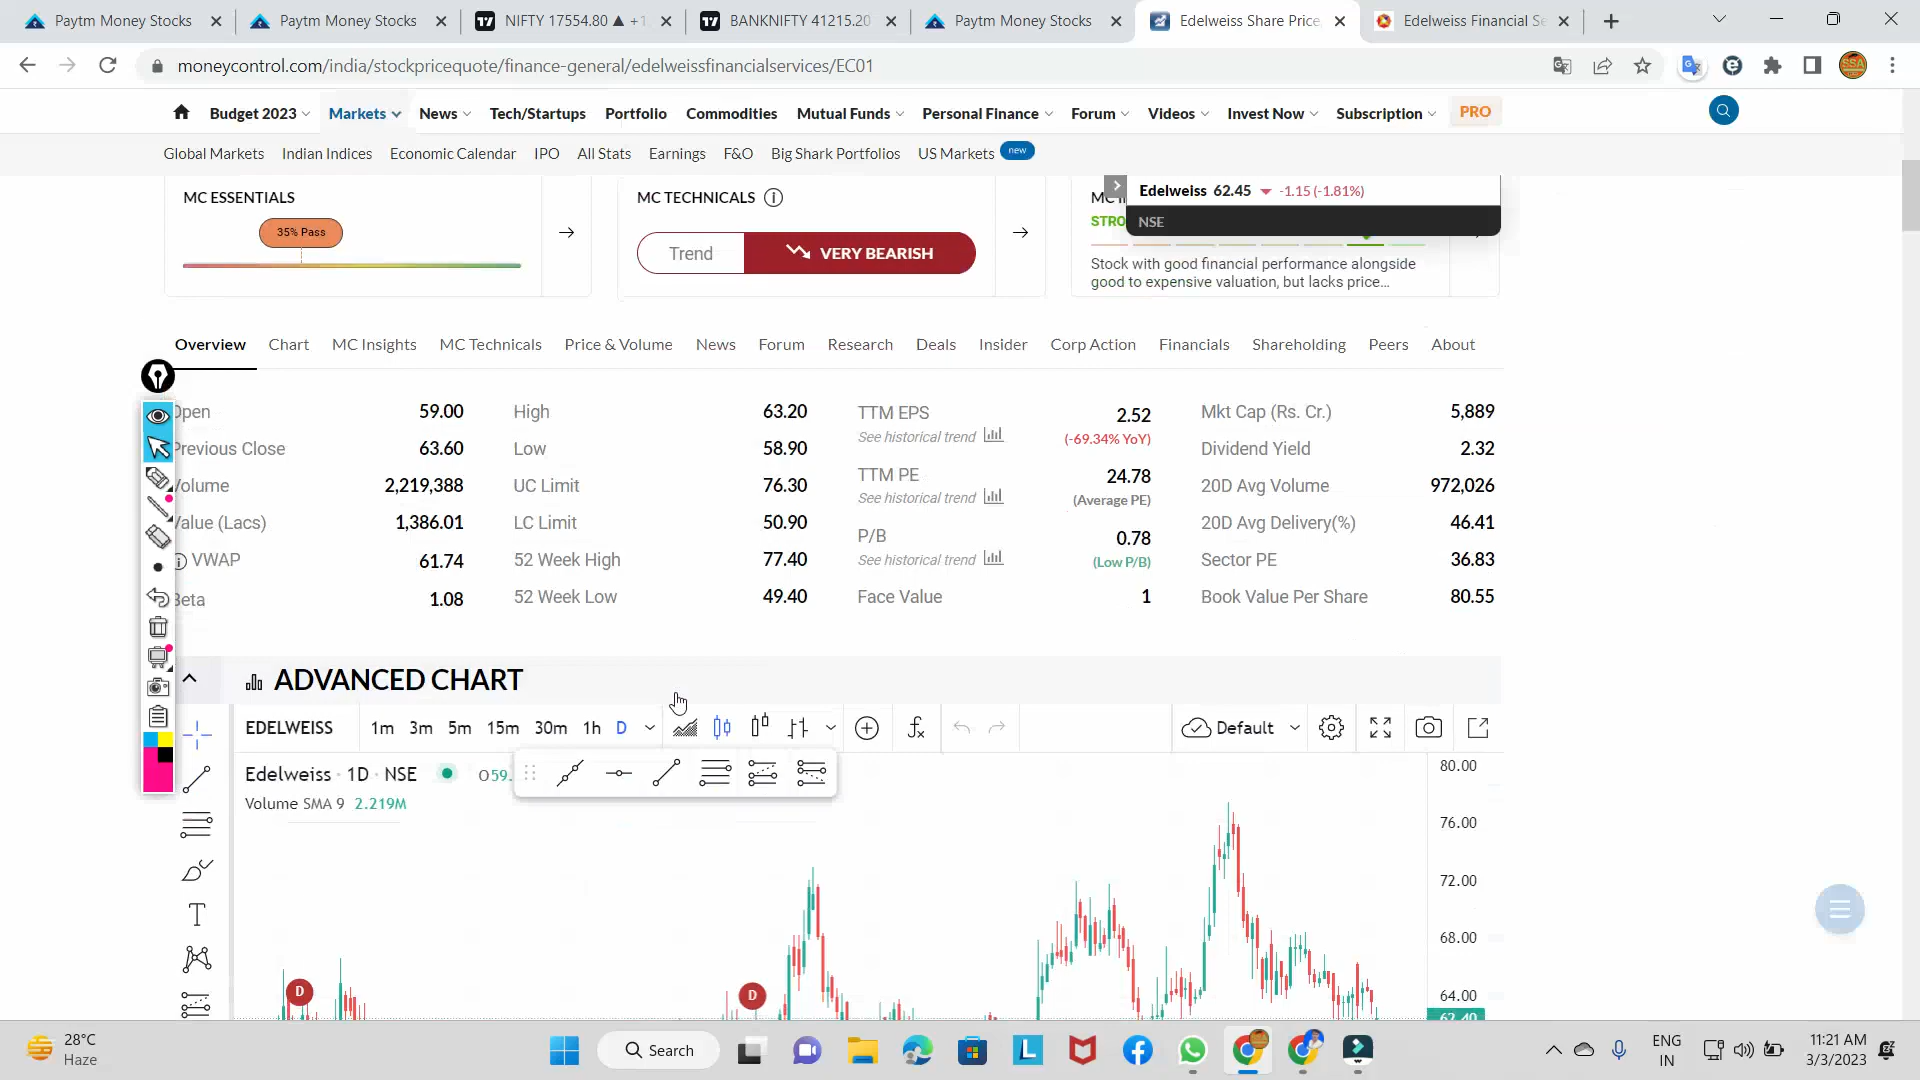 Paytm Money Stocks
Paytm Money Stocks
NIFTY 17554.80 ▲ +1.
BANKNIFTY 41215.20
Paytm Money Stocks
Edelweiss Share Price,
Edelweiss Financial Se
moneycontrol.com/india/stockpricequote/finance-general/edelweissfinancialservices/EC01
SSA
Budget 2023 Markets News Tech/Startups Portfolio Commodities Mutual Funds Personal Finance Forum Videos Invest Now Subscription PRO
Global Markets Indian Indices Economic Calendar IPO All Stats Earnings F&O Big Shark Portfolios US Markets new
MC ESSENTIALS
35% Pass
MC TECHNICALS
Trend VERY BEARISH
STRO
Edelweiss 62.45 -1.15 (-1.81%)
NSE
Stock with good financial performance alongside
good to expensive valuation, but lacks price...
Overview Chart MC Insights MC Technicals Price & Volume News Forum Research Deals Insider Corp Action Financials Shareholding Peers About
Open 59.00
Previous Close 63.60
Volume 2,219,388
Value (Lacs) 1,386.01
VWAP 61.74
Beta 1.08
High 63.20
Low 58.90
UC Limit 76.30
LC Limit 50.90
52 Week High 77.40
52 Week Low 49.40
TTM EPS 2.52
See historical trend (-69.34% YoY)
TTM PE 24.78
See historical trend (Average PE)
P/B 0.78
See historical trend (Low P/B)
Face Value 1
Mkt Cap (Rs. Cr.) 5,889
Dividend Yield 2.32
20D Avg Volume 972,026
20D Avg Delivery(%) 46.41
Sector PE 36.83
Book Value Per Share 80.55
ADVANCED CHART
EDELWEISS 1m 3m 5m 15m 30m 1h D Default
Edelweiss · 1D · NSE O59.
Volume SMA 9 2.219M
80.00
76.00
72.00
68.00
64.00
62.40
D
D
28°C
Haze
Search
ENG
IN
11:21 AM
3/3/2023